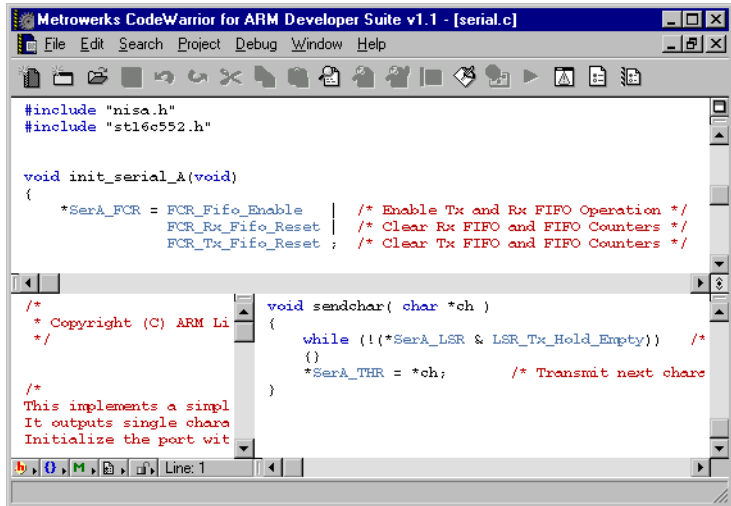 Metrowerks CodeWarrior for ARM Developer Suite v1.1 - [serial.c]
File Edit Search Project Debug Window Help
#include "nisa.h"
#include "st16c552.h"
void init_serial_A(void)
{
*SerA_FCR = FCR_Fifo_Enable | /* Enable Tx and Rx FIFO Operation */
FCR_Rx_Fifo_Reset | /* Clear Rx FIFO and FIFO Counters */
FCR_Tx_Fifo_Reset ; /* Clear Tx FIFO and FIFO Counters */
/*
* Copyright (C) ARM Li
*/
/*
This implements a simpl
It outputs single chara
Initialize the port wit
void sendchar( char *ch )
{
while (!(*SerA_LSR & LSR_Tx_Hold_Empty)) /*
{}
*SerA_THR = *ch; /* Transmit next chara
}
h {} M Line: 1